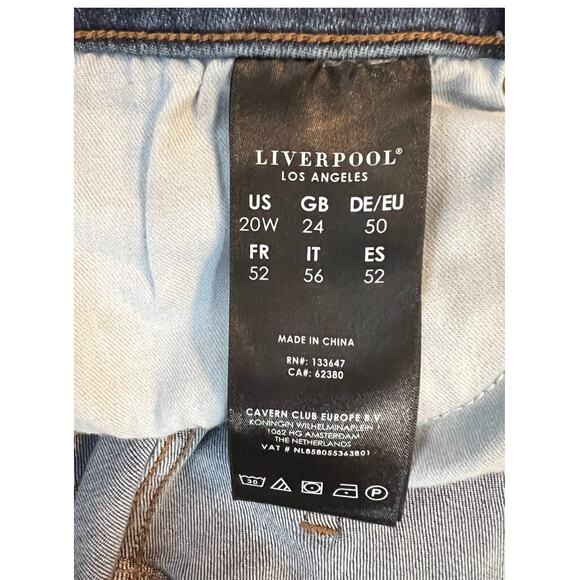 LIVERPOOL®
LOS ANGELES
US GB DE/EU
20W 24 50
FR IT ES
52 56 52
MADE IN CHINA
RN#: 133647
CA#: 62380
CAVERN CLUB EUROPE B.V.
KONINGIN WILHELMINAPLEIN 1
1062 HG AMSTERDAM
THE NETHERLANDS
VAT # NL858055363B01
30 P